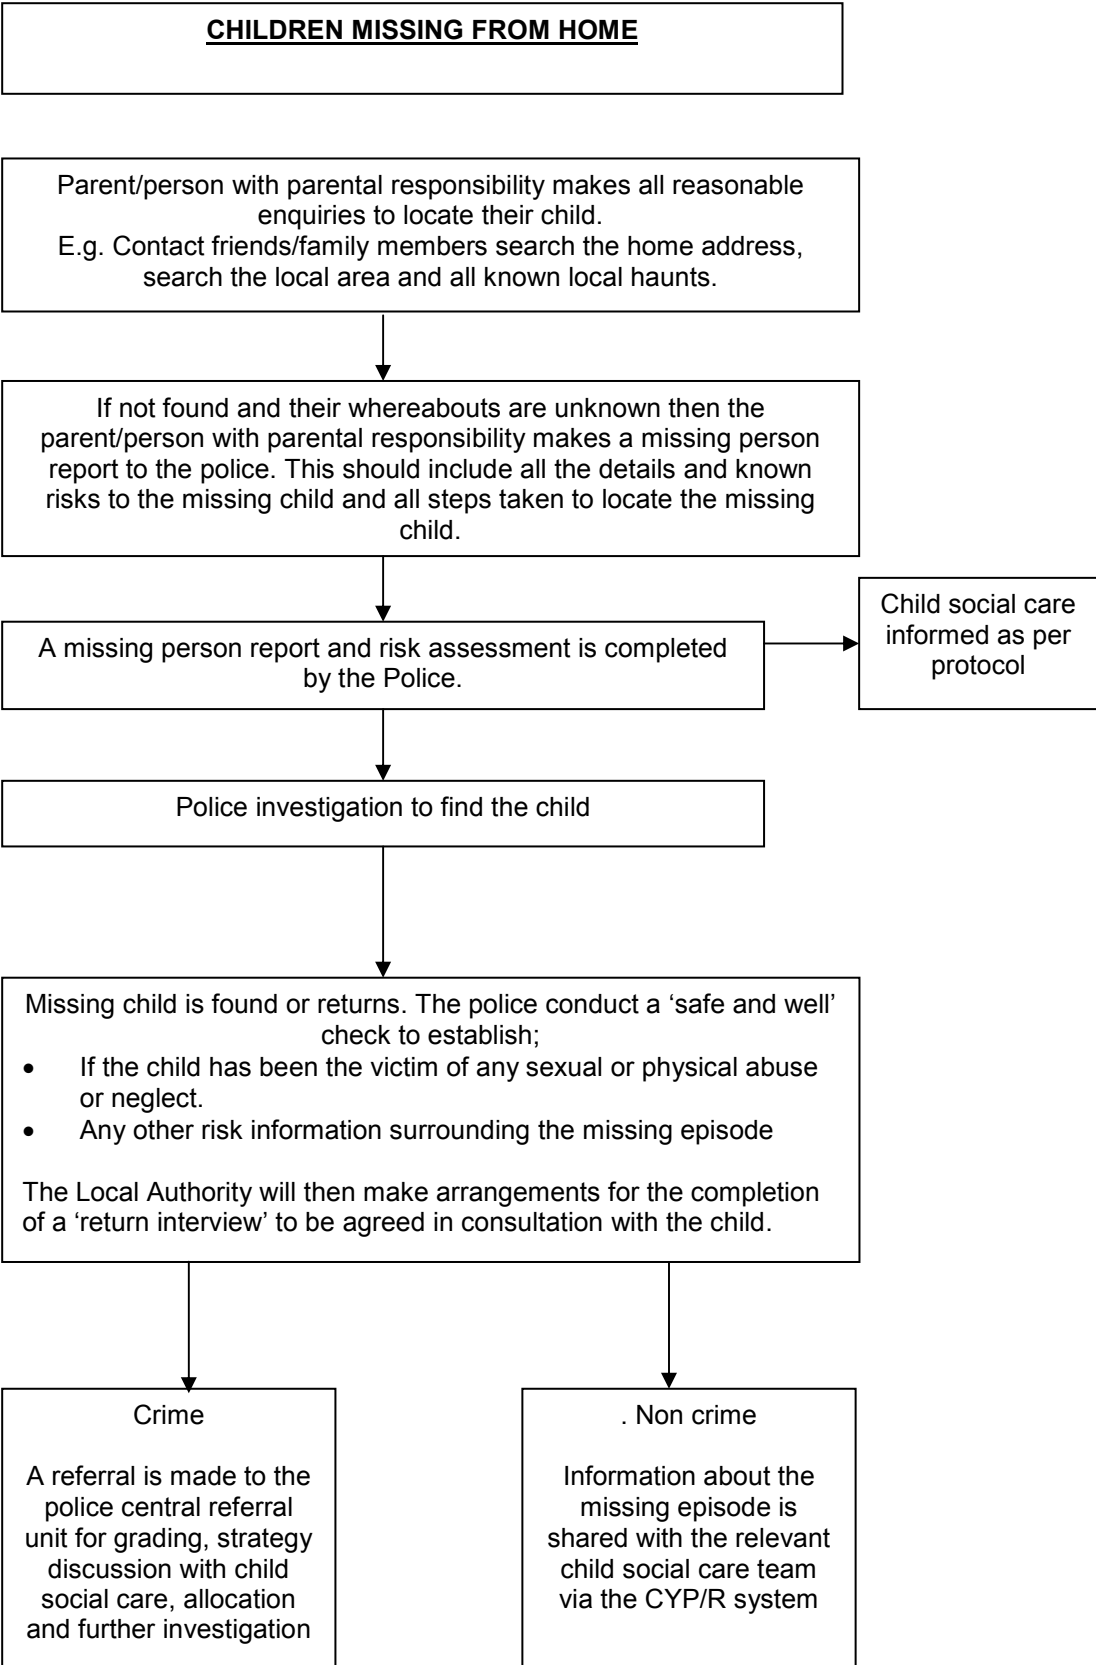 CHILDREN MISSING FROM HOME
Parent/person with parental responsibility makes all reasonable
enquiries to locate their child.
E.g. Contact friends/family members search the home address,
search the local area and all known local haunts.
If not found and their whereabouts are unknown then the
parent/person with parental responsibility makes a missing person
report to the police. This should include all the details and known
risks to the missing child and all steps taken to locate the missing
child.
A missing person report and risk assessment is completed
by the Police.
Child social care
informed as per
protocol
Police investigation to find the child
Missing child is found or returns. The police conduct a ‘safe and well’
check to establish;
• If the child has been the victim of any sexual or physical abuse
or neglect.
• Any other risk information surrounding the missing episode
The Local Authority will then make arrangements for the completion
of a ‘return interview’ to be agreed in consultation with the child.
Crime
A referral is made to the
police central referral
unit for grading, strategy
discussion with child
social care, allocation
and further investigation
. Non crime
Information about the
missing episode is
shared with the relevant
child social care team
via the CYP/R system